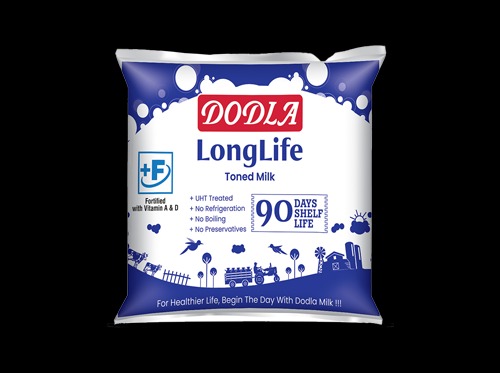 DODLA
LongLife
Toned Milk
+F
Fortified
with Vitamin A & D
+ UHT Treated
+ No Refrigeration
+ No Boiling
+ No Preservatives
90 DAYS
SHELF
LIFE
For Healthier Life, Begin The Day With Dodla Milk !!!